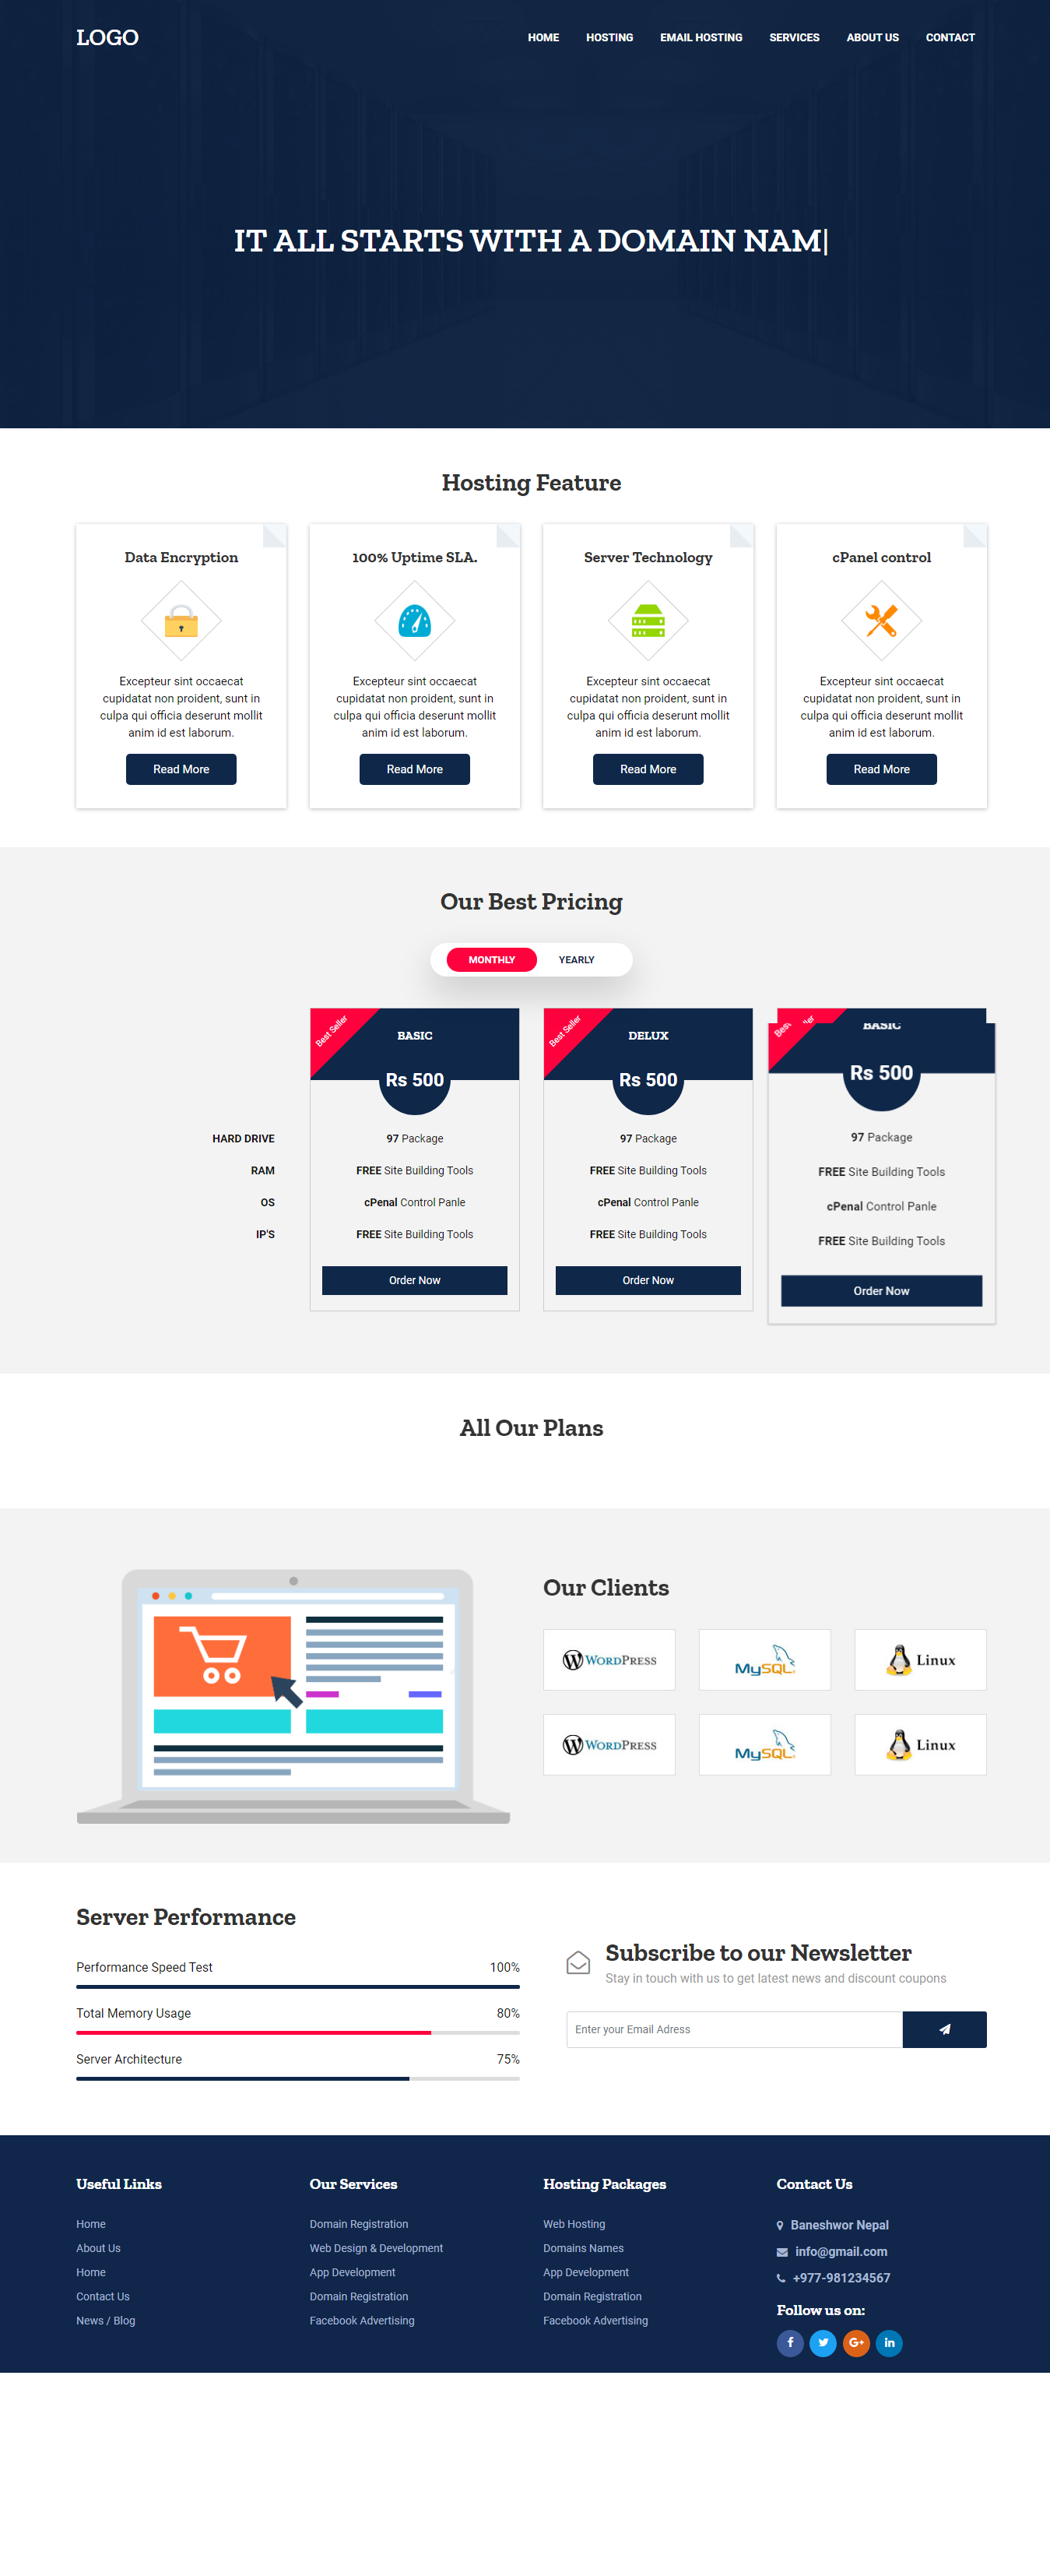 LOGO
HOME HOSTING EMAIL HOSTING SERVICES ABOUT US CONTACT
IT ALL STARTS WITH A DOMAIN NAM|
Hosting Feature
Data Encryption
Excepteur sint occaecat
cupidatat non proident, sunt in
culpa qui officia deserunt mollit
anim id est laborum.
Read More
100% Uptime SLA.
Excepteur sint occaecat
cupidatat non proident, sunt in
culpa qui officia deserunt mollit
anim id est laborum.
Read More
Server Technology
Excepteur sint occaecat
cupidatat non proident, sunt in
culpa qui officia deserunt mollit
anim id est laborum.
Read More
cPanel control
Excepteur sint occaecat
cupidatat non proident, sunt in
culpa qui officia deserunt mollit
anim id est laborum.
Read More
Our Best Pricing
MONTHLY YEARLY
HARD DRIVE
RAM
OS
IP'S
Best Seller
BASIC
Rs 500
97 Package
FREE Site Building Tools
cPenal Control Panle
FREE Site Building Tools
Order Now
Best Seller
DELUX
Rs 500
97 Package
FREE Site Building Tools
cPenal Control Panle
FREE Site Building Tools
Order Now
BASIC
Rs 500
97 Package
FREE Site Building Tools
cPenal Control Panle
FREE Site Building Tools
Order Now
All Our Plans
Our Clients
WORDPRESS
MySQL
Linux
WORDPRESS
MySQL
Linux
Server Performance
Performance Speed Test 100%
Total Memory Usage 80%
Server Architecture 75%
Subscribe to our Newsletter
Stay in touch with us to get latest news and discount coupons
Enter your Email Adress
Useful Links
Home
About Us
Home
Contact Us
News / Blog
Our Services
Domain Registration
Web Design & Development
App Development
Domain Registration
Facebook Advertising
Hosting Packages
Web Hosting
Domains Names
App Development
Domain Registration
Facebook Advertising
Contact Us
Baneshwor Nepal
info@gmail.com
+977-981234567
Follow us on:
f G+ in